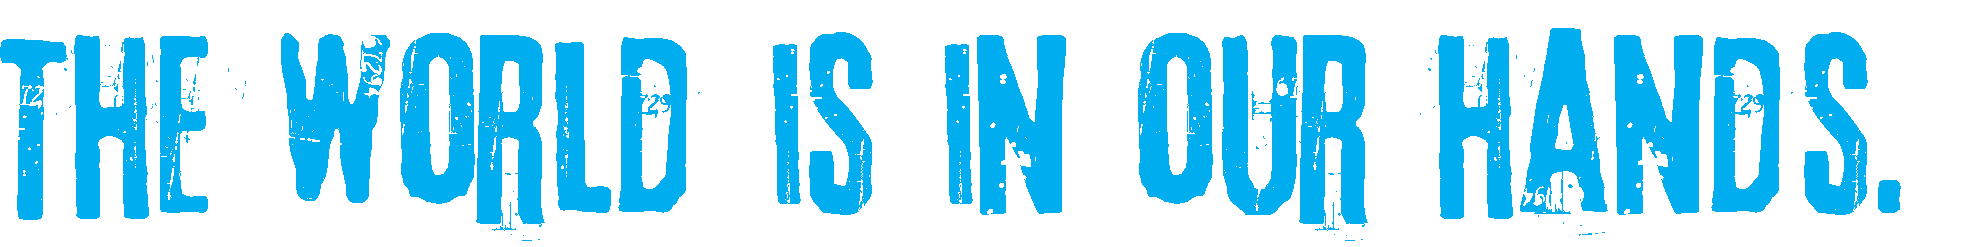 THE WORLD IS IN OUR HANDS.